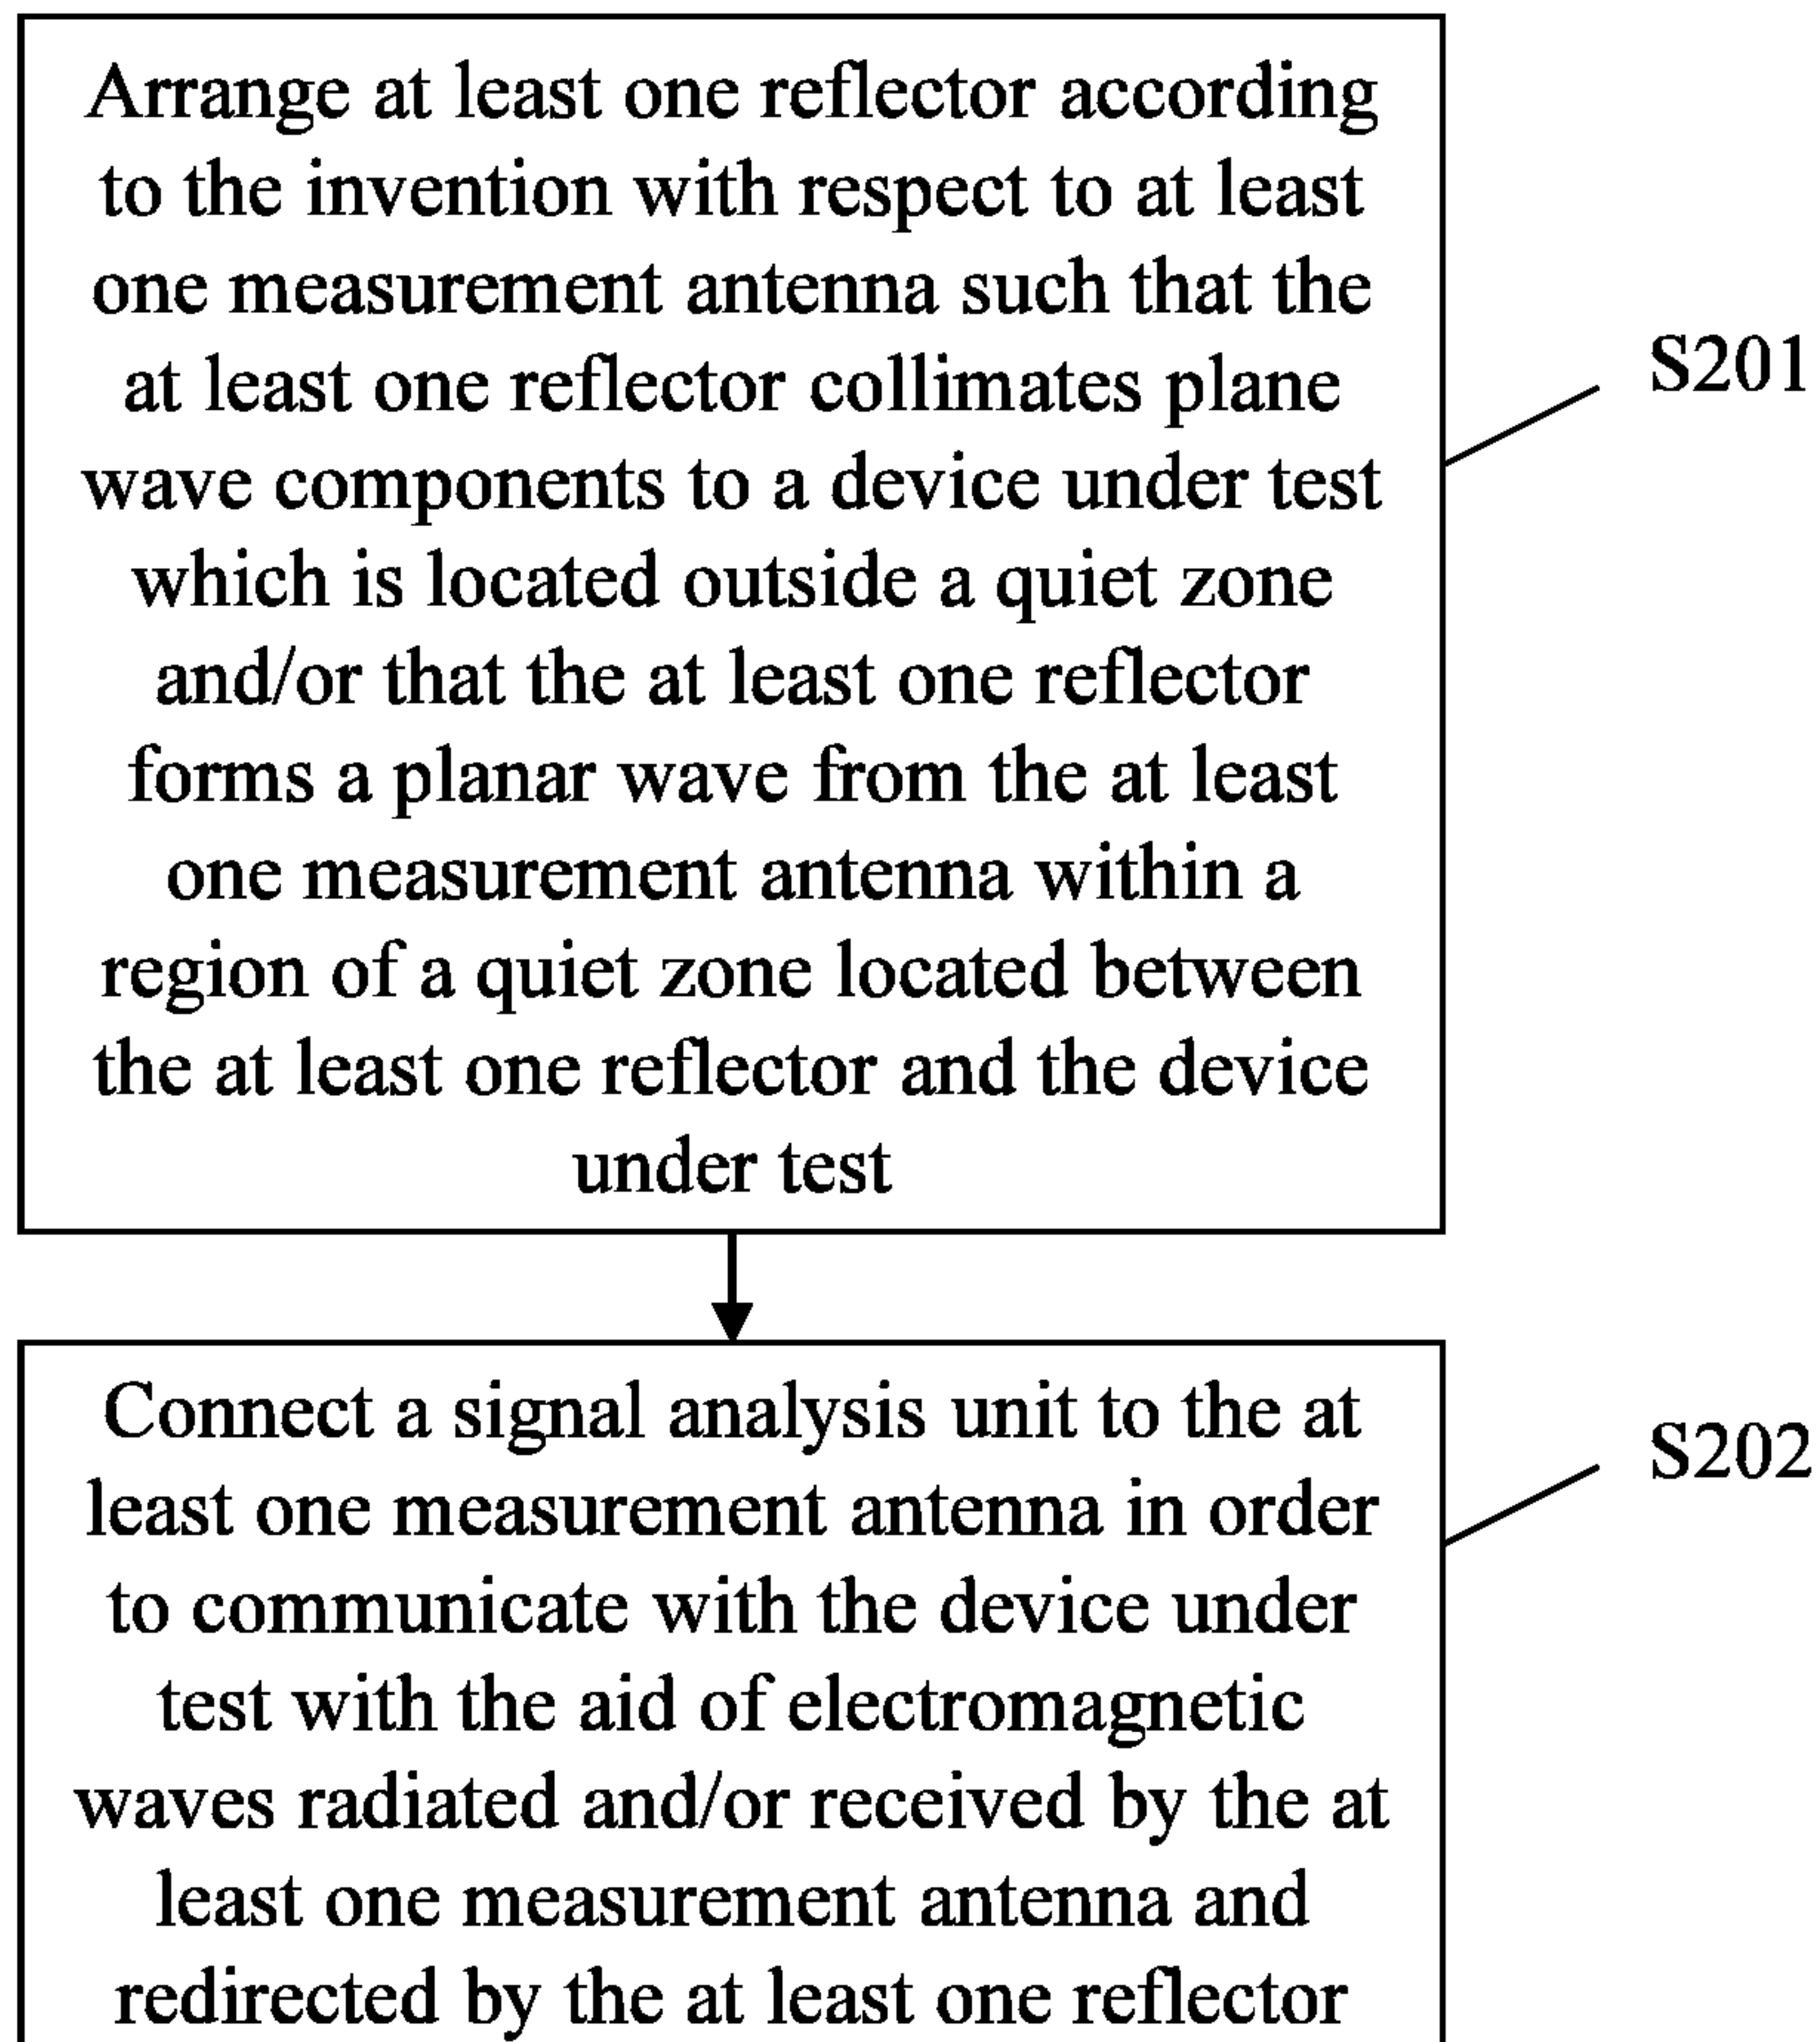 Arrange at least one reflector according
to the invention with respect to at least
one measurement antenna such that the
at least one reflector collimates plane
wave components to a device under test
which is located outside a quiet zone
and/or that the at least one reflector
forms a planar wave from the at least
one measurement antenna within a
region of a quiet zone located between
the at least one reflector and the device
under test
S201
Connect a signal analysis unit to the at
least one measurement antenna in order
to communicate with the device under
test with the aid of electromagnetic
waves radiated and/or received by the at
least one measurement antenna and
redirected by the at least one reflector
S202